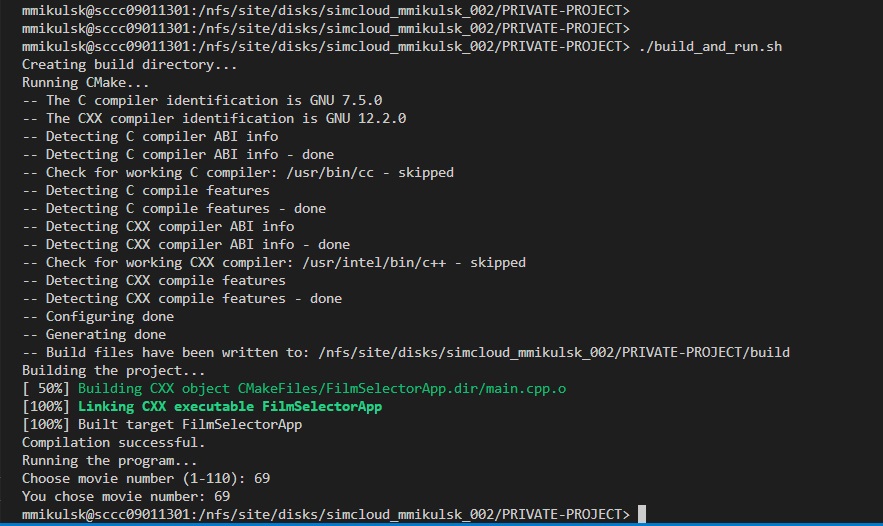 mmikulsk@sccc09011301:/nfs/site/disks/simcloud_mmikulsk_002/PRIVATE-PROJECT>
mmikulsk@sccc09011301:/nfs/site/disks/simcloud_mmikulsk_002/PRIVATE-PROJECT>
mmikulsk@sccc09011301:/nfs/site/disks/simcloud_mmikulsk_002/PRIVATE-PROJECT> ./build_and_run.sh
Creating build directory...
Running CMake...
-- The C compiler identification is GNU 7.5.0
-- The CXX compiler identification is GNU 12.2.0
-- Detecting C compiler ABI info
-- Detecting C compiler ABI info - done
-- Check for working C compiler: /usr/bin/cc - skipped
-- Detecting C compile features
-- Detecting C compile features - done
-- Detecting CXX compiler ABI info
-- Detecting CXX compiler ABI info - done
-- Check for working CXX compiler: /usr/intel/bin/c++ - skipped
-- Detecting CXX compile features
-- Detecting CXX compile features - done
-- Configuring done
-- Generating done
-- Build files have been written to: /nfs/site/disks/simcloud_mmikulsk_002/PRIVATE-PROJECT/build
Building the project...
[ 50%] Building CXX object CMakeFiles/FilmSelectorApp.dir/main.cpp.o
[100%] Linking CXX executable FilmSelectorApp
[100%] Built target FilmSelectorApp
Compilation successful.
Running the program...
Choose movie number (1-110): 69
You chose movie number: 69
mmikulsk@sccc09011301:/nfs/site/disks/simcloud_mmikulsk_002/PRIVATE-PROJECT>